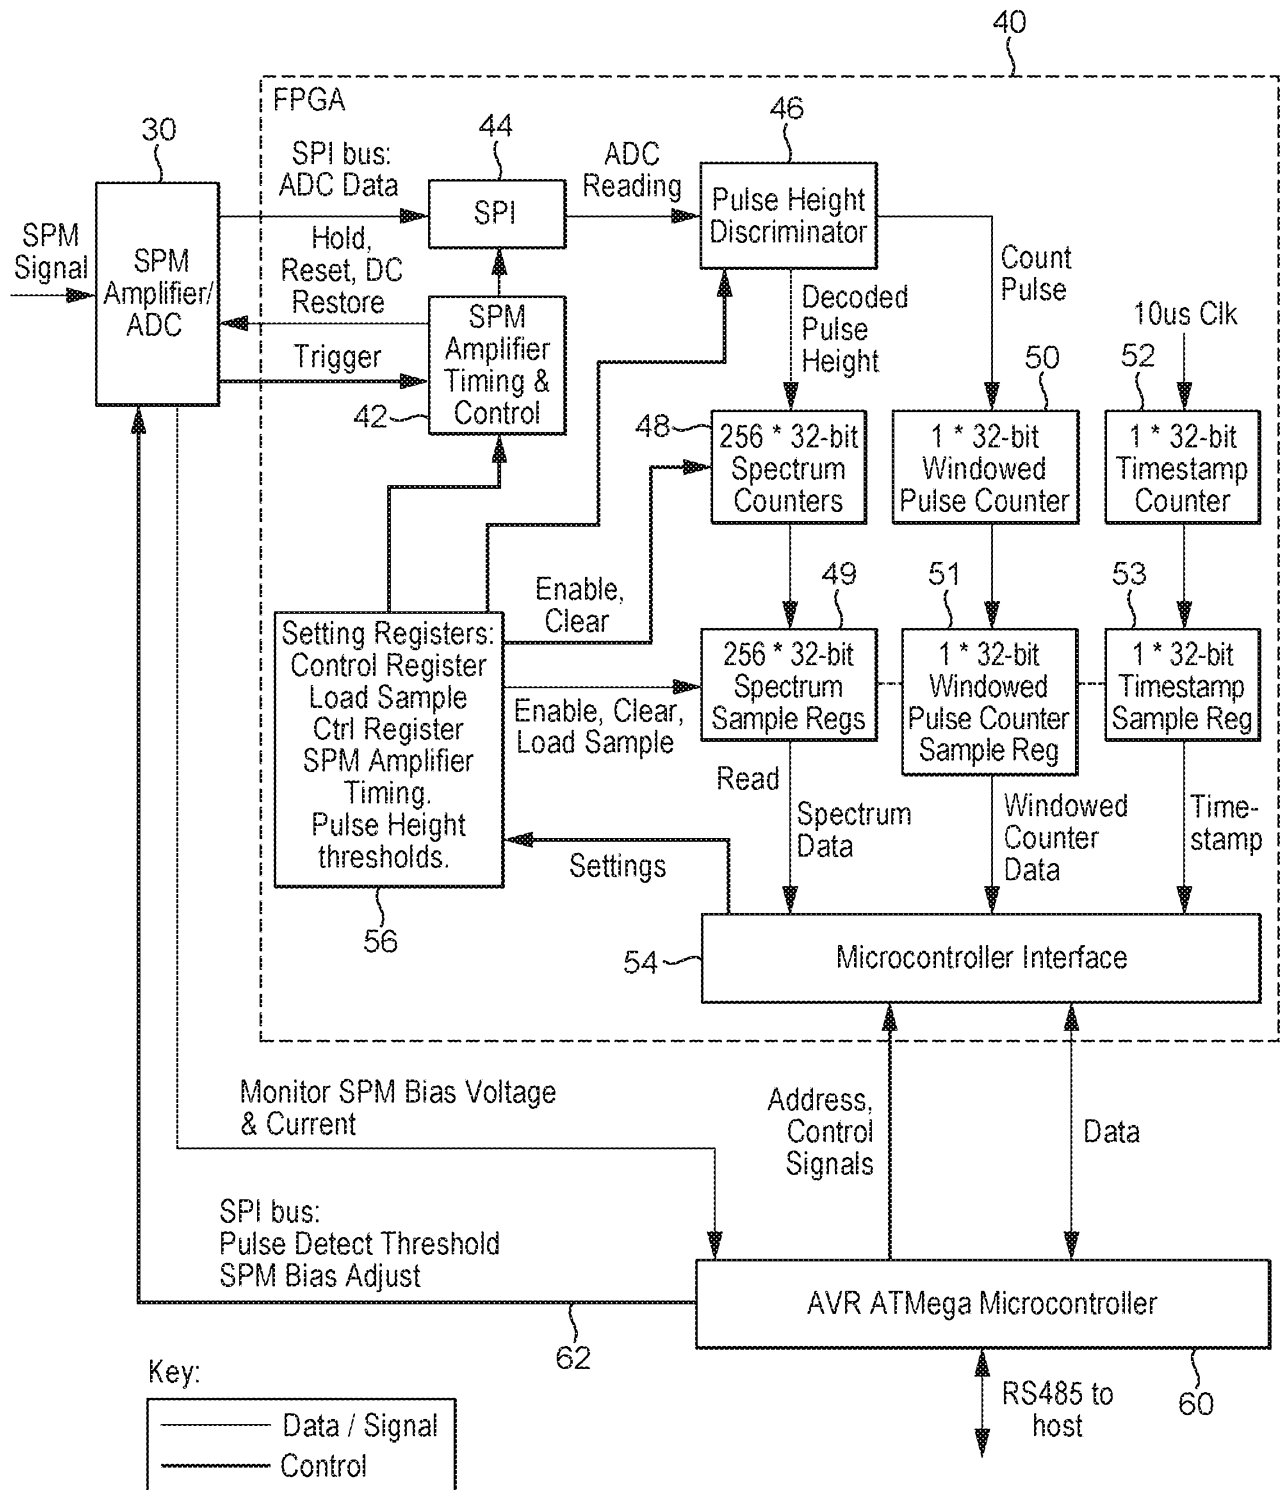 40
FPGA
30
SPI bus:
ADC Data
44
ADC
Reading
46
SPM
Signal
SPM
Amplifier/
ADC
SPI
Pulse Height
Discriminator
Hold,
Reset, DC
Restore
Trigger
SPM
Amplifier
Timing &
Control
42
Decoded
Pulse
Height
Count
Pulse
10us Clk
48
256 * 32-bit
Spectrum
Counters
50
1 * 32-bit
Windowed
Pulse Counter
52
1 * 32-bit
Timestamp
Counter
Enable,
Clear
49
51
53
Setting Registers:
Control Register
Load Sample
Ctrl Register
SPM Amplifier
Timing.
Pulse Height
thresholds.
56
Enable, Clear,
Load Sample
256 * 32-bit
Spectrum
Sample Regs
1 * 32-bit
Windowed
Pulse Counter
Sample Reg
1 * 32-bit
Timestamp
Sample Reg
Read
Spectrum
Data
Windowed
Counter
Data
Time-
stamp
Settings
54
Microcontroller Interface
Monitor SPM Bias Voltage
& Current
Address,
Control
Signals
Data
SPI bus:
Pulse Detect Threshold
SPM Bias Adjust
62
AVR ATMega Microcontroller
60
RS485 to
host
Key:
Data / Signal
Control